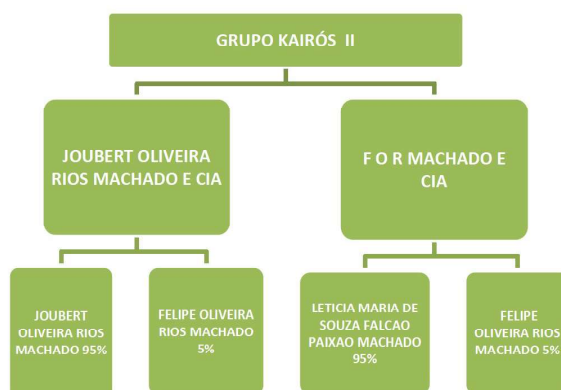 GRUPO KAIRÓS II
JOUBERT OLIVEIRA
RIOS MACHADO E CIA
F O R MACHADO E
CIA
JOUBERT
OLIVEIRA RIOS
MACHADO 95%
FELIPE OLIVEIRA
RIOS MACHADO
5%
LETICIA MARIA DE
SOUZA FALCAO
PAIXAO MACHADO
95%
FELIPE
OLIVEIRA RIOS
MACHADO 5%